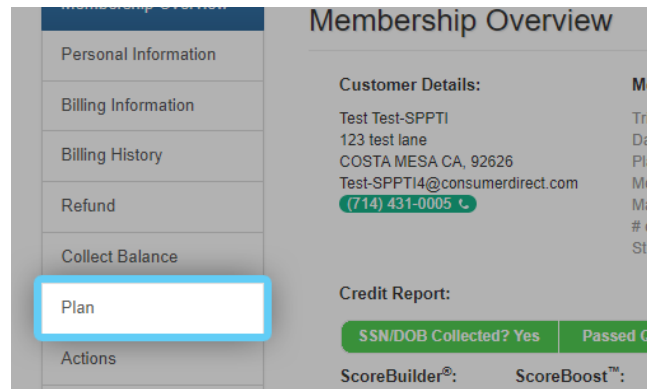 Membership Overview
Membership Overview
Personal Information
Billing Information
Billing History
Refund
Collect Balance
Plan
Actions
Customer Details:
Test Test-SPPTI
123 test lane
COSTA MESA CA, 92626
Test-SPPTI4@consumerdirect.com
(714) 431-0005
Credit Report:
SSN/DOB Collected? Yes
Passed
ScoreBuilder®:
ScoreBoost™: